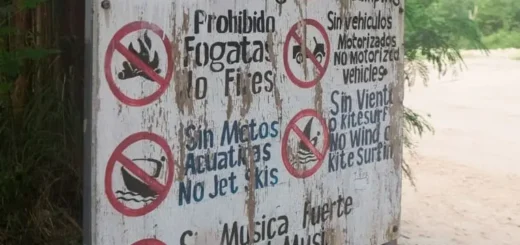 Prohibido
Fogatas
No Fires
Sin vehiculos
Motorizados
No motorized
vehicles
Sin Motos
Acuaticas
No Jet Skis
Sin Viento
o kitesurf
No Wind o
Kite Surfin
Musica Fuerte